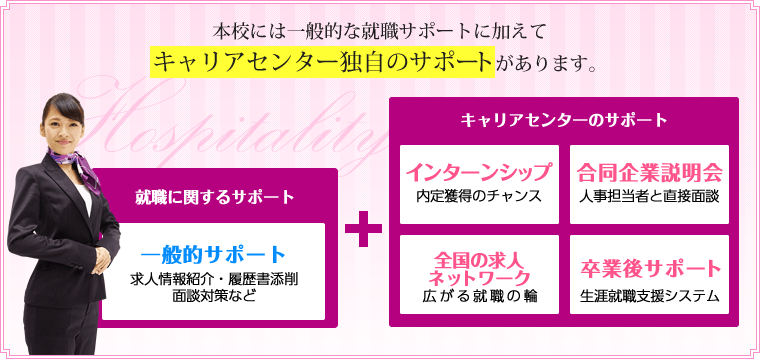 本校には一般的な就職サポートに加えて
キャリアセンター独自のサポートがあります。
Hospitality
就職に関するサポート
一般的サポート
求人情報紹介・履歴書添削
面談対策など
+
キャリアセンターのサポート
インターンシップ
内定獲得のチャンス
合同企業説明会
人事担当者と直接面談
全国の求人
ネットワーク
広がる就職の輪
卒業後サポート
生涯就職支援システム